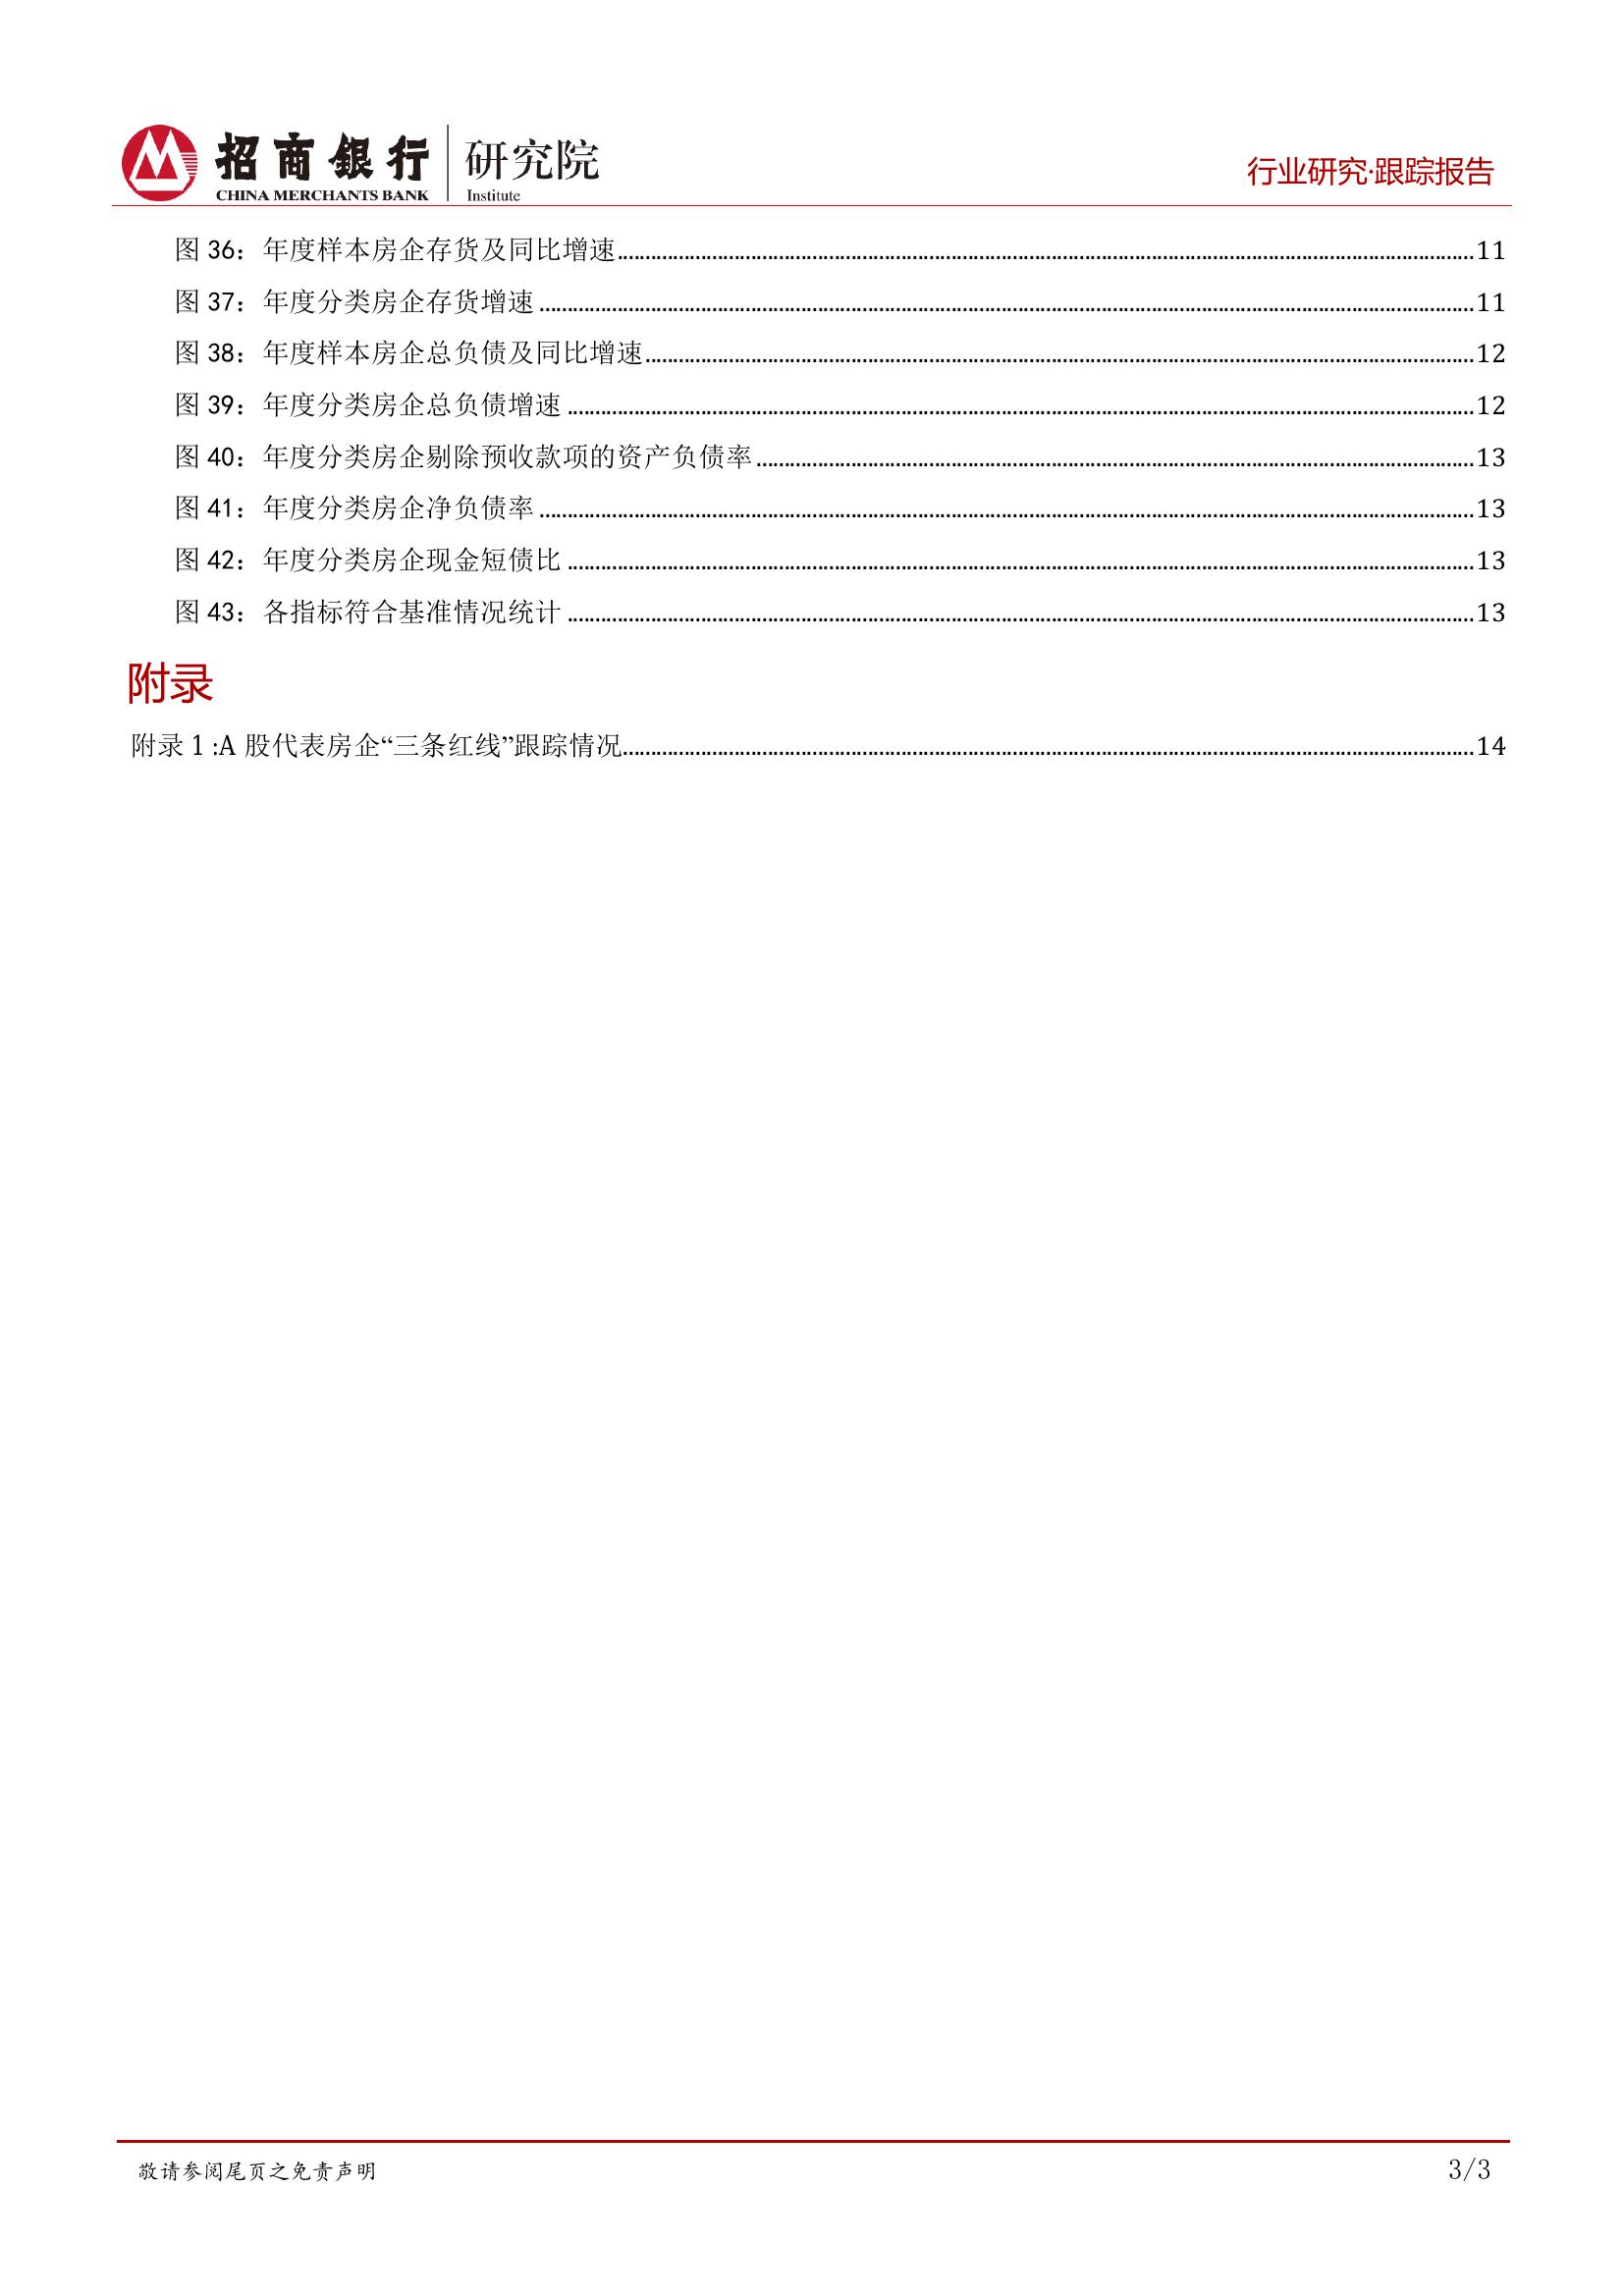 招商銀行 研究院
CHINA MERCHANTS BANK Institute
行业研究·跟踪报告
图 36：年度样本房企存货及同比增速........11
图 37：年度分类房企存货增速........11
图 38：年度样本房企总负债及同比增速........12
图 39：年度分类房企总负债增速........12
图 40：年度分类房企剔除预收款项的资产负债率........13
图 41：年度分类房企净负债率........13
图 42：年度分类房企现金短债比........13
图 43：各指标符合基准情况统计........13
附录
附录 1 :A 股代表房企“三条红线”跟踪情况........14
敬请参阅尾页之免责声明
3/3